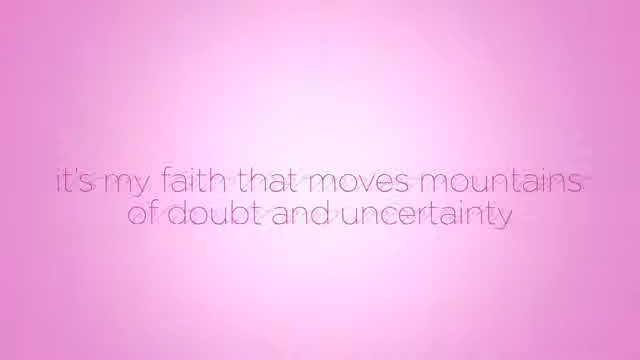 it's my faith that moves mountains
of doubt and uncertainty